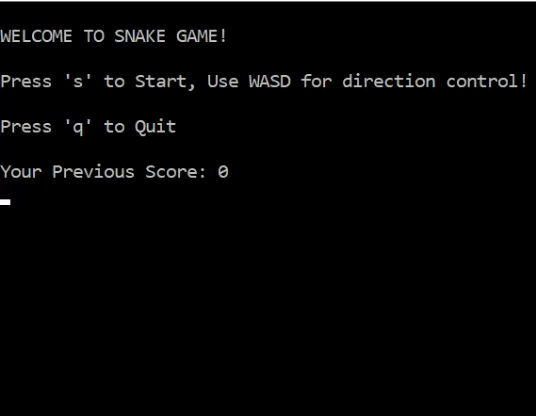 WELCOME TO SNAKE GAME!
Press 's' to Start, Use WASD for direction control!
Press 'q' to Quit
Your Previous Score: 0